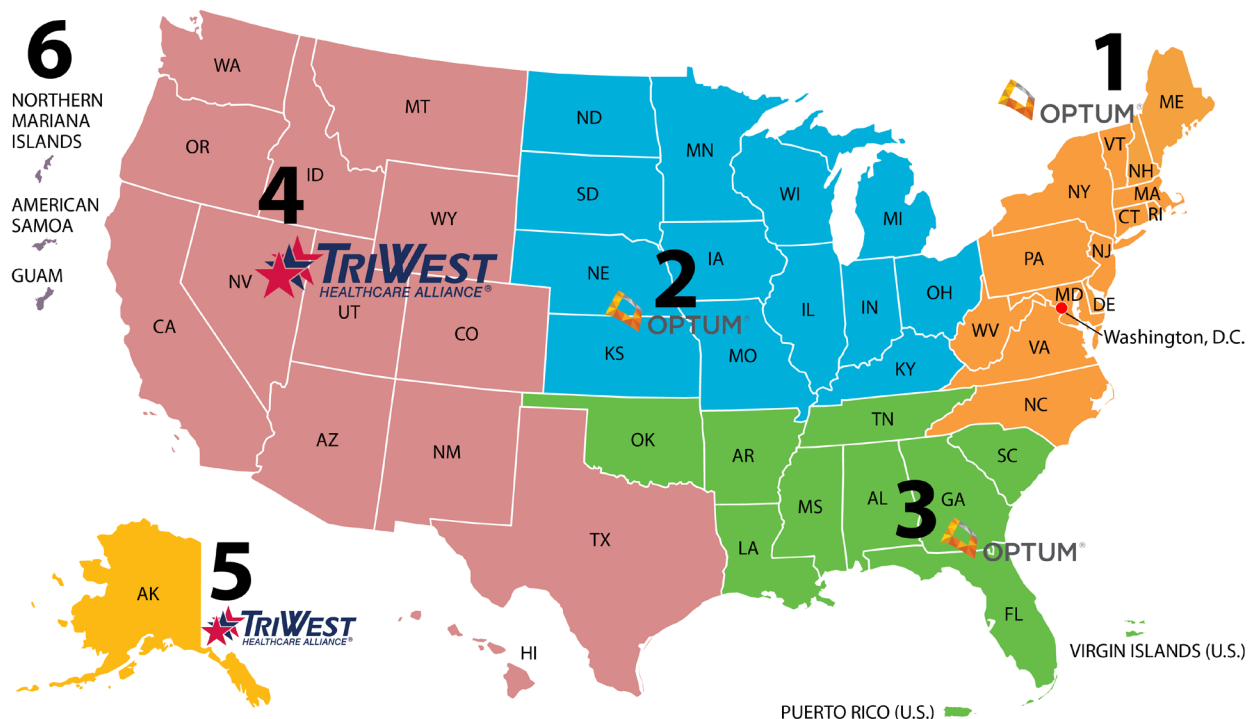 6
NORTHERN
MARIANA
ISLANDS
AMERICAN
SAMOA
GUAM
1
OPTUM®
4
TRIWEST
HEALTHCARE ALLIANCE®
2
OPTUM®
3
OPTUM®
5
TRIWEST
HEALTHCARE ALLIANCE®
WA
OR
ID
MT
WY
NV
UT
CA
CO
AZ
NM
TX
HI
AK
ND
SD
NE
KS
MN
IA
MO
WI
IL
MI
IN
OH
KY
OK
AR
LA
MS
AL
TN
GA
SC
FL
ME
VT
NH
NY
MA
CT
RI
PA
NJ
MD
DE
WV
VA
NC
Washington, D.C.
VIRGIN ISLANDS (U.S.)
PUERTO RICO (U.S.)